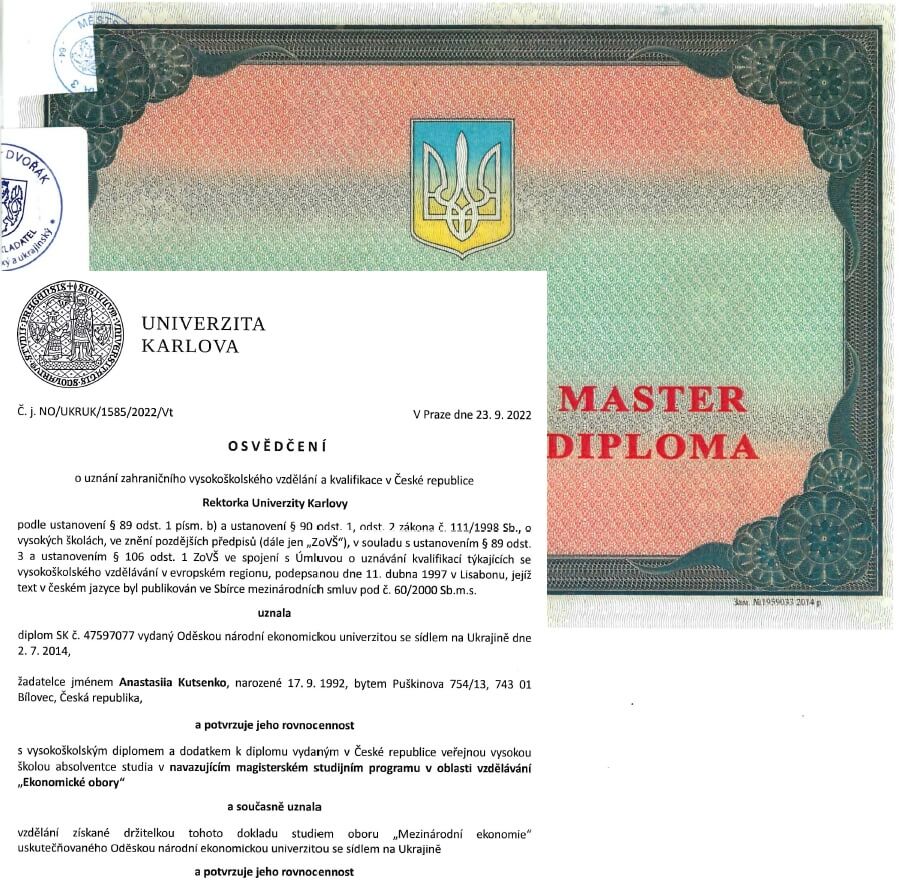 MĚSTS
64
A 3
DVOŘÁK
KLADATEL
ký a ukrajinský *
MASTER
DIPLOMA
Зам. №1959033 2014 р.
UNIVERZITA
KARLOVA
Č. j. NO/UKRUK/1585/2022/Vt
V Praze dne 23. 9. 2022
OSVĚDČENÍ
o uznání zahraničního vysokoškolského vzdělání a kvalifikace v České republice
Rektorka Univerzity Karlovy
podle ustanovení § 89 odst. 1 písm. b) a ustanovení § 90 odst. 1, odst. 2 zákona č. 111/1998 Sb., o
vysokých školách, ve znění pozdějších předpisů (dále jen „ZoVŠ"), v souladu s ustanovením § 89 odst.
3 a ustanovením § 106 odst. 1 ZoVŠ ve spojení s Úmluvou o uznávání kvalifikací týkajících se
vysokoškolského vzdělávání v evropském regionu, podepsanou dne 11. dubna 1997 v Lisabonu, jejíž
text v českém jazyce byl publikován ve Sbírce mezinárodních smluv pod č. 60/2000 Sb.m.s.
uznala
diplom SK č. 47597077 vydaný Oděskou národní ekonomickou univerzitou se sídlem na Ukrajině dne
2. 7. 2014,
žadatelce jménem Anastasiia Kutsenko, narozené 17. 9. 1992, bytem Puškinova 754/13, 743 01
Bílovec, Česká republika,
a potvrzuje jeho rovnocennost
s vysokoškolským diplomem a dodatkem k diplomu vydaným v České republice veřejnou vysokou
školou absolventce studia v navazujícím magisterském studijním programu v oblasti vzdělávání
„Ekonomické obory"
a současně uznala
vzdělání získané držitelkou tohoto dokladu studiem oboru „Mezinárodní ekonomie"
uskutečňovaného Oděskou národní ekonomickou univerzitou se sídlem na Ukrajině
a potvrzuje jeho rovnocennost